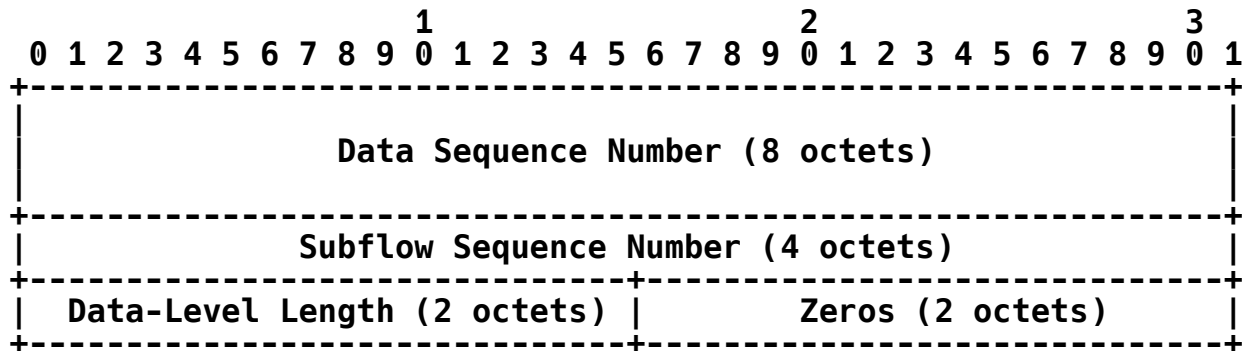 1                   2                   3
 0 1 2 3 4 5 6 7 8 9 0 1 2 3 4 5 6 7 8 9 0 1 2 3 4 5 6 7 8 9 0 1
+--------------------------------------------------------------+
|                                                              |
|                Data Sequence Number (8 octets)               |
|                                                              |
+--------------------------------------------------------------+
|              Subflow Sequence Number (4 octets)              |
+-------------------------------+------------------------------+
|  Data-Level Length (2 octets) |        Zeros (2 octets)      |
+-------------------------------+------------------------------+